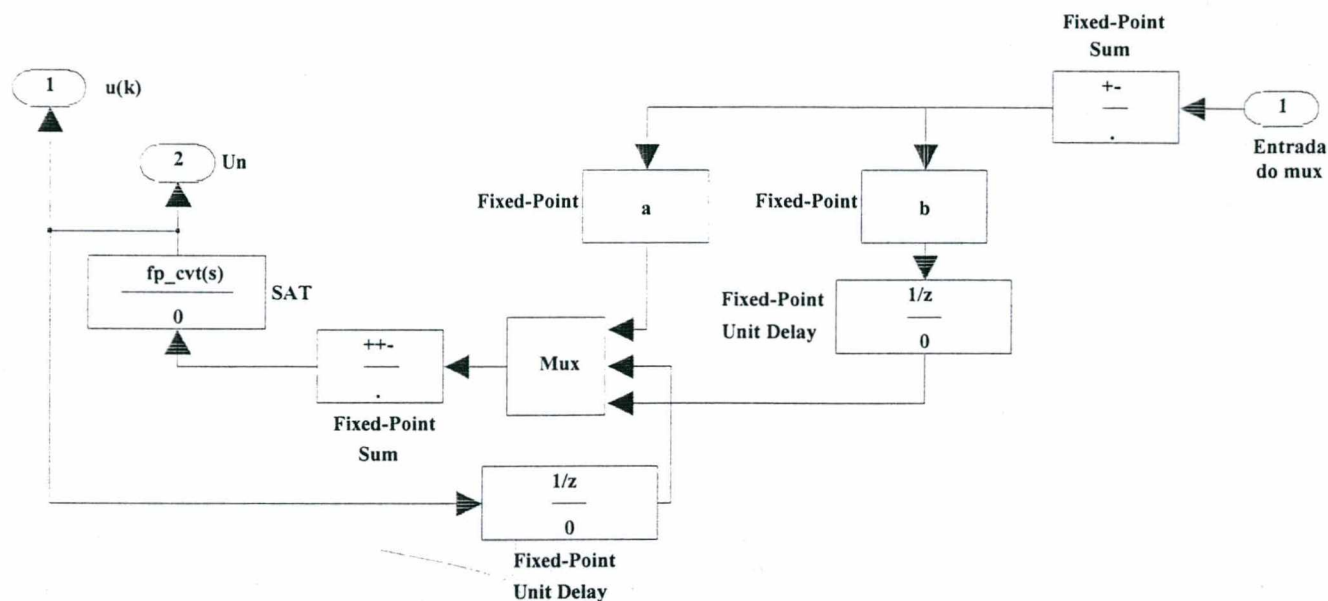 Fixed-Point
Sum
1
u(k)
+-
.
1
Entrada
do mux
2
Un
Fixed-Point
a
Fixed-Point
b
fp_cvt(s)
0
SAT
Fixed-Point
Unit Delay
1/z
0
++-
.
Mux
Fixed-Point
Sum
1/z
0
Fixed-Point
Unit Delay